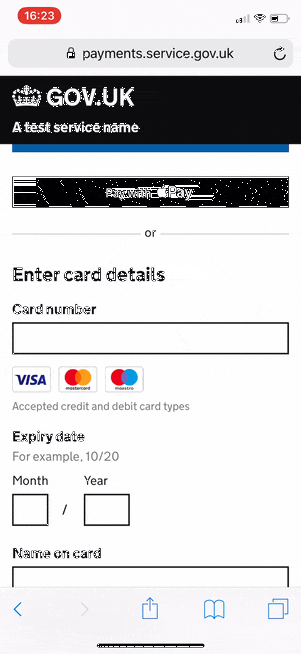 16:23
payments.service.gov.uk
GOV.UK
A test service name
Pay
or
Enter card details
Card number
VISA
mastercard
maestro
Accepted credit and debit card types
Expiry date
For example, 10/20
Month Year
/
Name on card